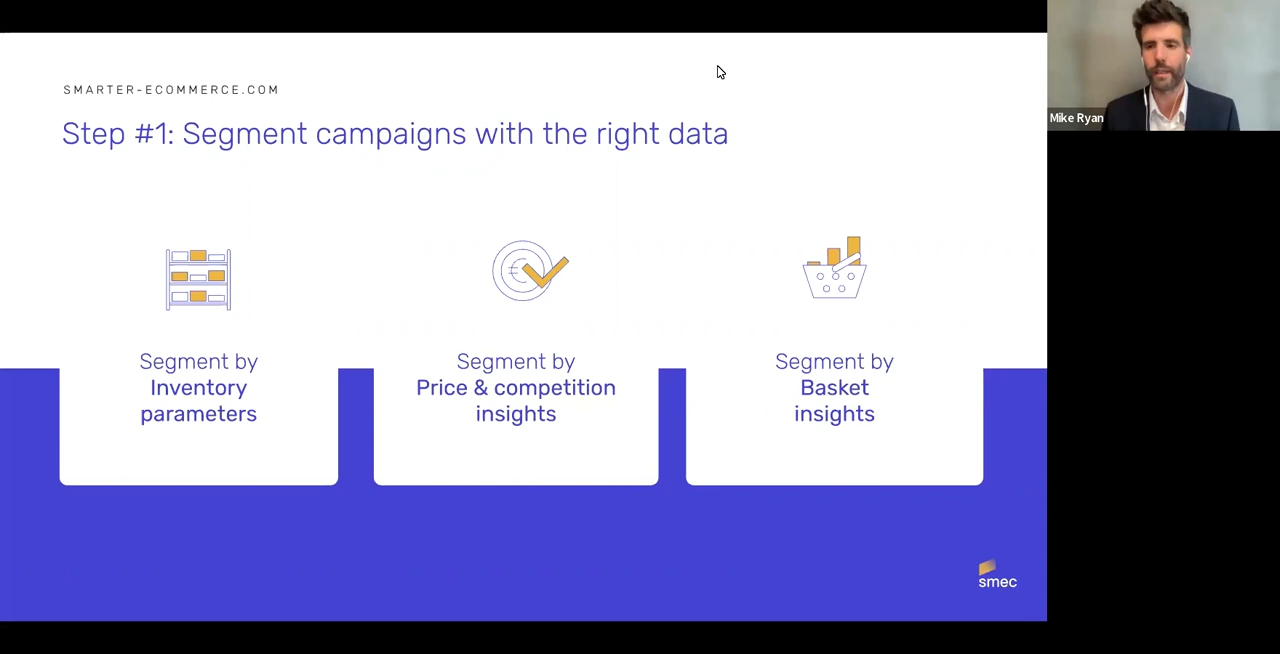 SMARTER-ECOMMERCE.COM
Step #1: Segment campaigns with the right data
Mike Ryan
Segment by
Inventory
parameters
Segment by
Price & competition
insights
Segment by
Basket
insights
smec